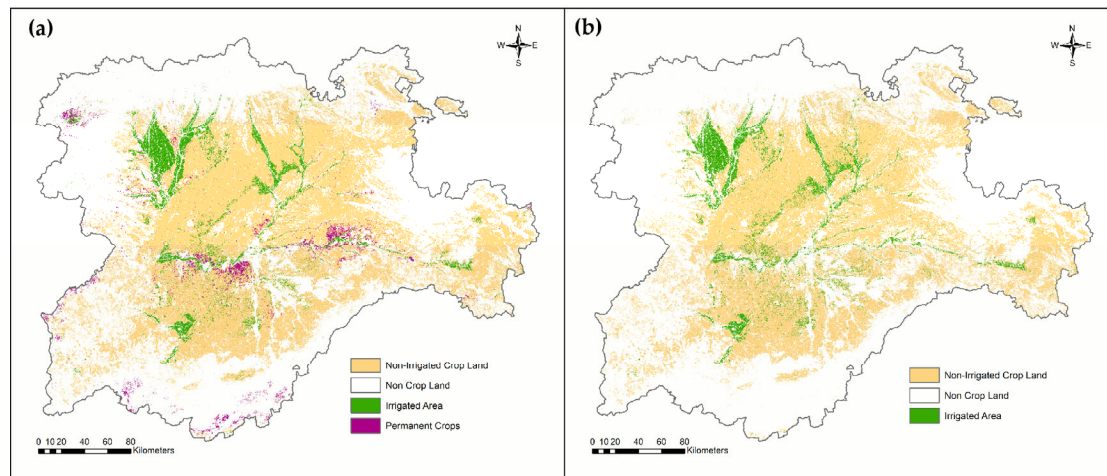 (a)
N
W E
S
Non-Irrigated Crop Land
Non Crop Land
Irrigated Area
Permanent Crops
0 10 20 40 60 80
Kilometers
(b)
N
W E
S
Non-Irrigated Crop Land
Non Crop Land
Irrigated Area
0 10 20 40 60 80
Kilometers